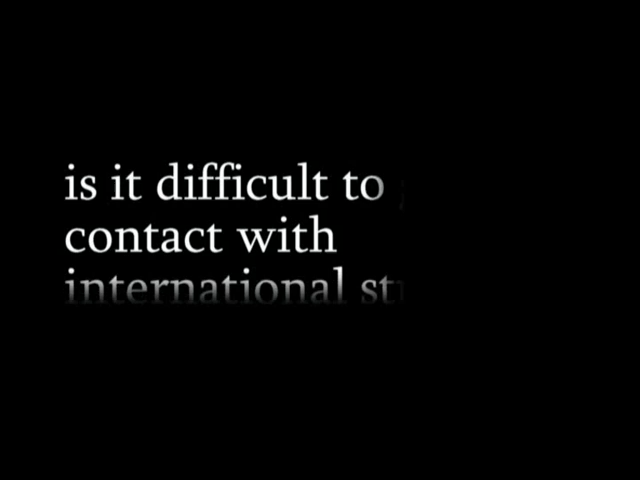 is it difficult to
contact with
international